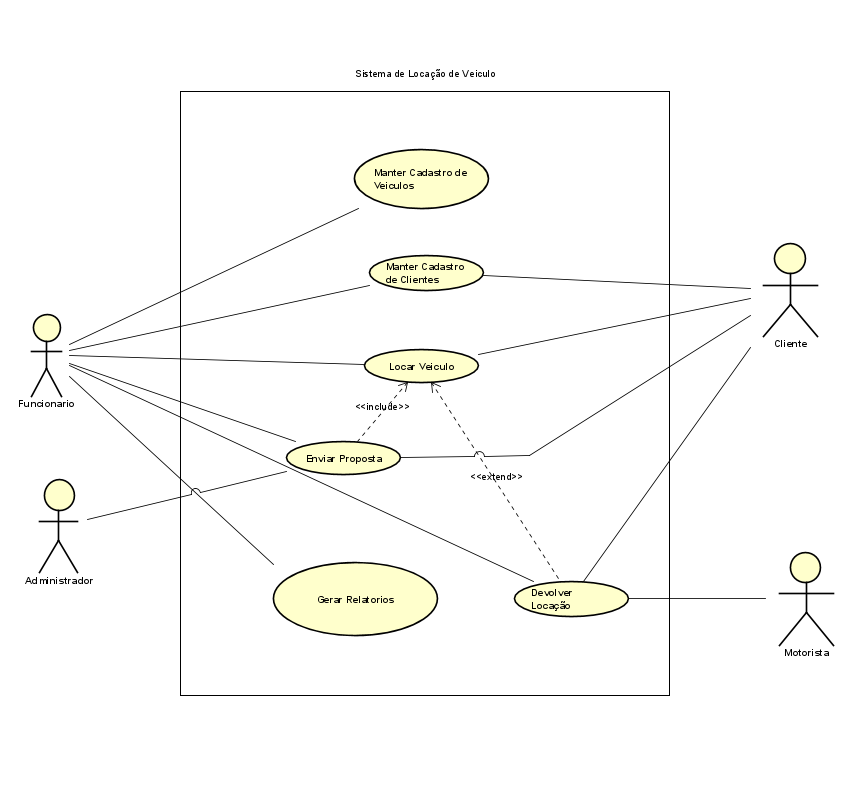 Sistema de Locação de Veiculo
Manter Cadastro de
Veiculos
Manter Cadastro
de Clientes
Cliente
Locar Veiculo
Funcionario
<<include>>
Enviar Proposta
<<extend>>
Administrador
Devolver
Locação
Gerar Relatorios
Motorista